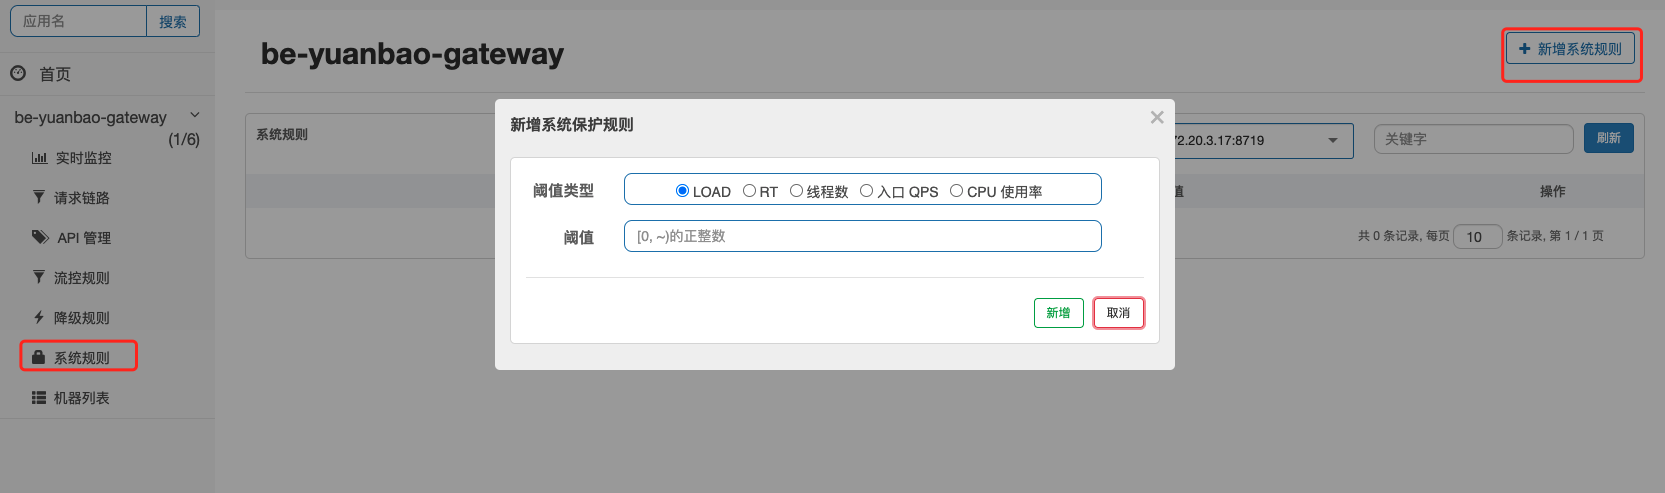 应用名
搜索
首页
be-yuanbao-gateway
(1/6)
实时监控
请求链路
API 管理
流控规则
降级规则
系统规则
机器列表
be-yuanbao-gateway
新增系统规则
系统规则
72.20.3.17:8719
关键字
刷新
值
操作
共 0 条记录, 每页 10 条记录, 第 1 / 1 页
新增系统保护规则
×
阈值类型
LOAD RT 线程数 入口 QPS CPU 使用率
阈值
[0, ~)的正整数
新增
取消